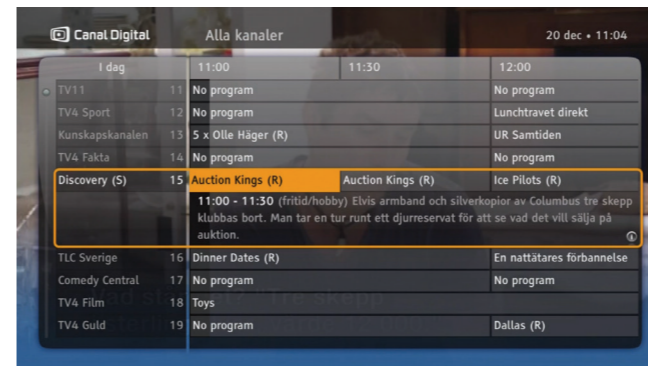 Canal Digital Alla kanaler 20 dec • 11:04
I dag 11:00 11:30 12:00
TV11 11 No program No program
TV4 Sport 12 No program Lunchtravet direkt
Kunskapskanalen 13 5 x Olle Häger (R) UR Samtiden
TV4 Fakta 14 No program No program
Discovery (S) 15 Auction Kings (R) Auction Kings (R) Ice Pilots (R)
11:00 - 11:30 (fritid/hobby) Elvis armband och silverkopior av Columbus tre skepp
klubbas bort. Man tar en tur runt ett djurreservat för att se vad det vill sälja på
auktion.
TLC Sverige 16 Dinner Dates (R) En nattätares förbannelse
Comedy Central 17 No program No program
TV4 Film 18 Toys
TV4 Guld 19 No program Dallas (R)